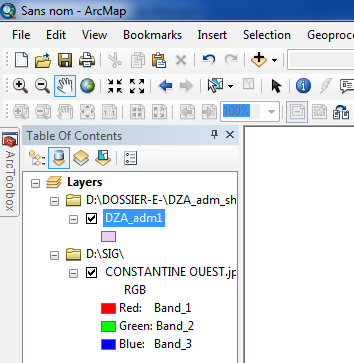 Sans nom - ArcMap
File Edit View Bookmarks Insert Selection Geoproce
100%
ArcToolbox
Table Of Contents
Layers
D:\DOSSIER-E-\DZA_adm_sh
DZA_adm1
D:\SIG\
CONSTANTINE OUEST.jp
RGB
Red: Band_1
Green: Band_2
Blue: Band_3